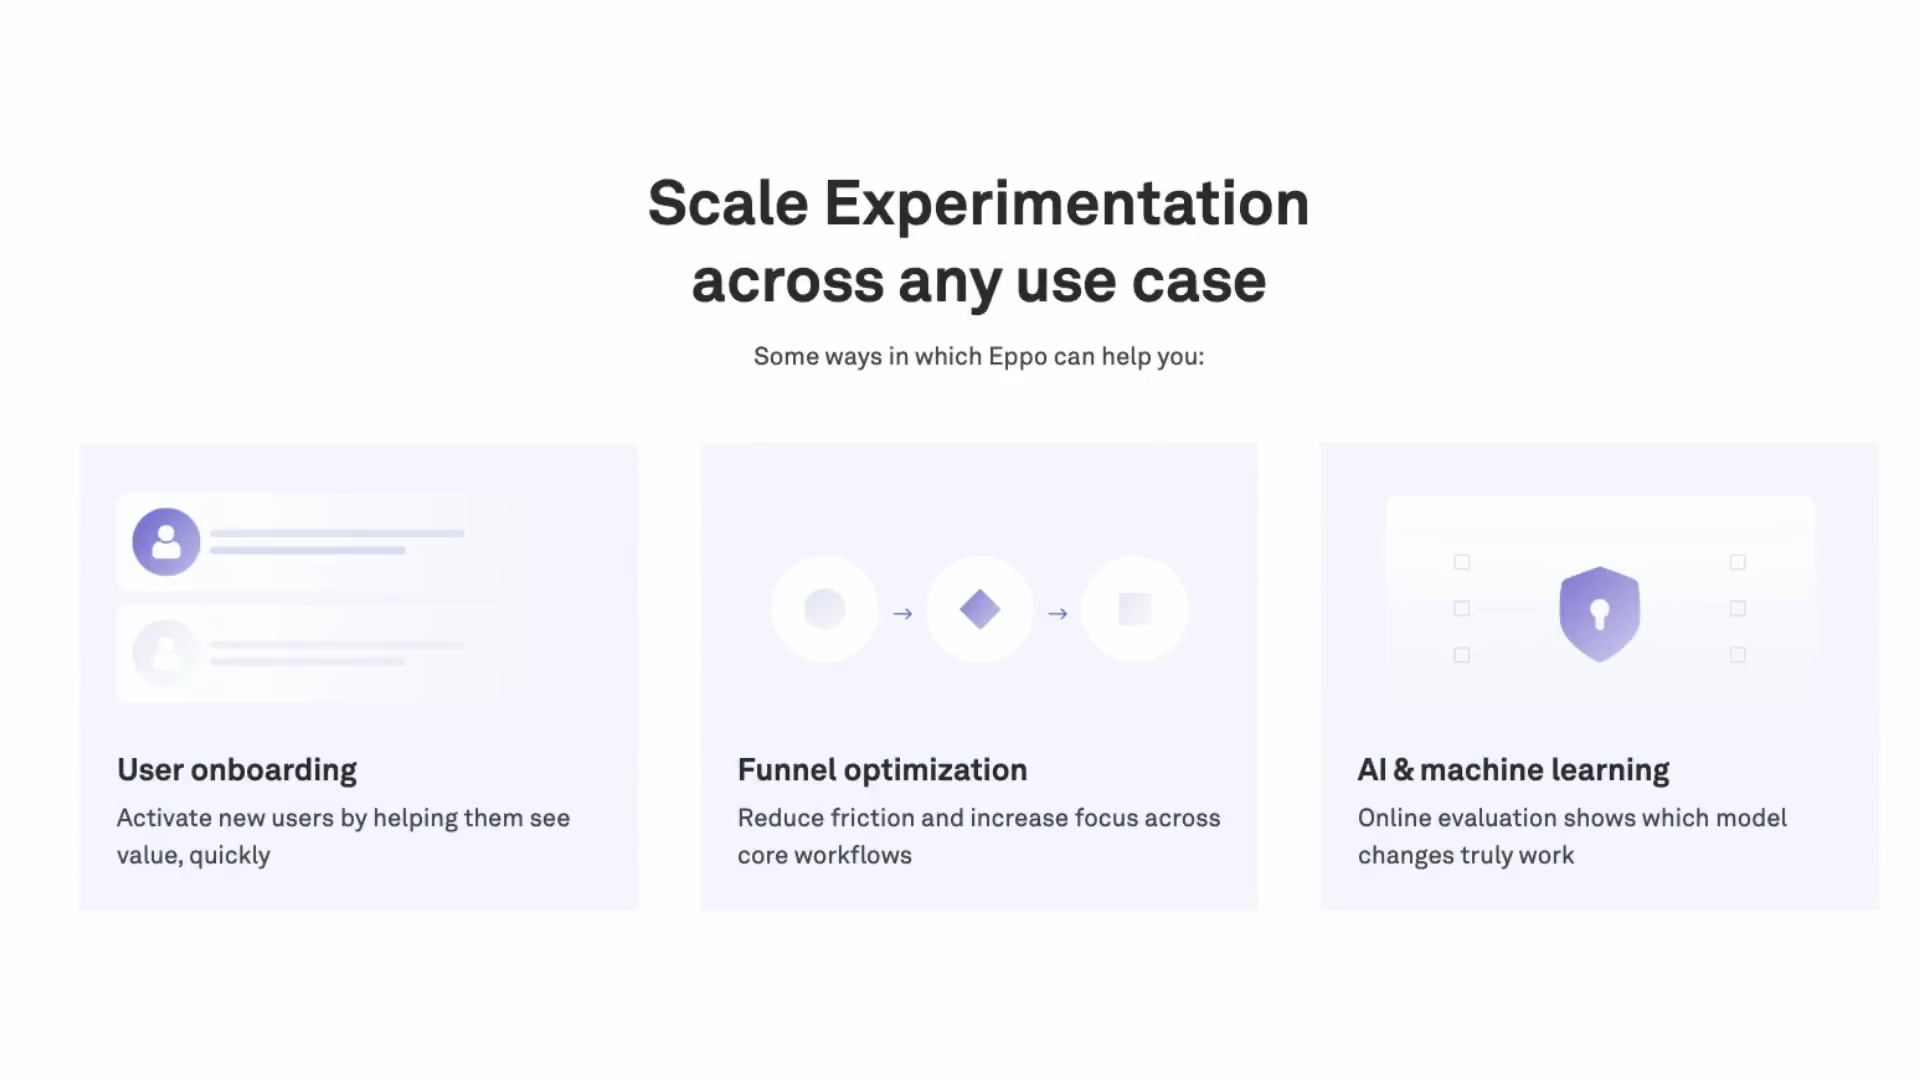 Scale Experimentation
across any use case
Some ways in which Eppo can help you:
User onboarding
Activate new users by helping them see
value, quickly
Funnel optimization
Reduce friction and increase focus across
core workflows
AI & machine learning
Online evaluation shows which model
changes truly work